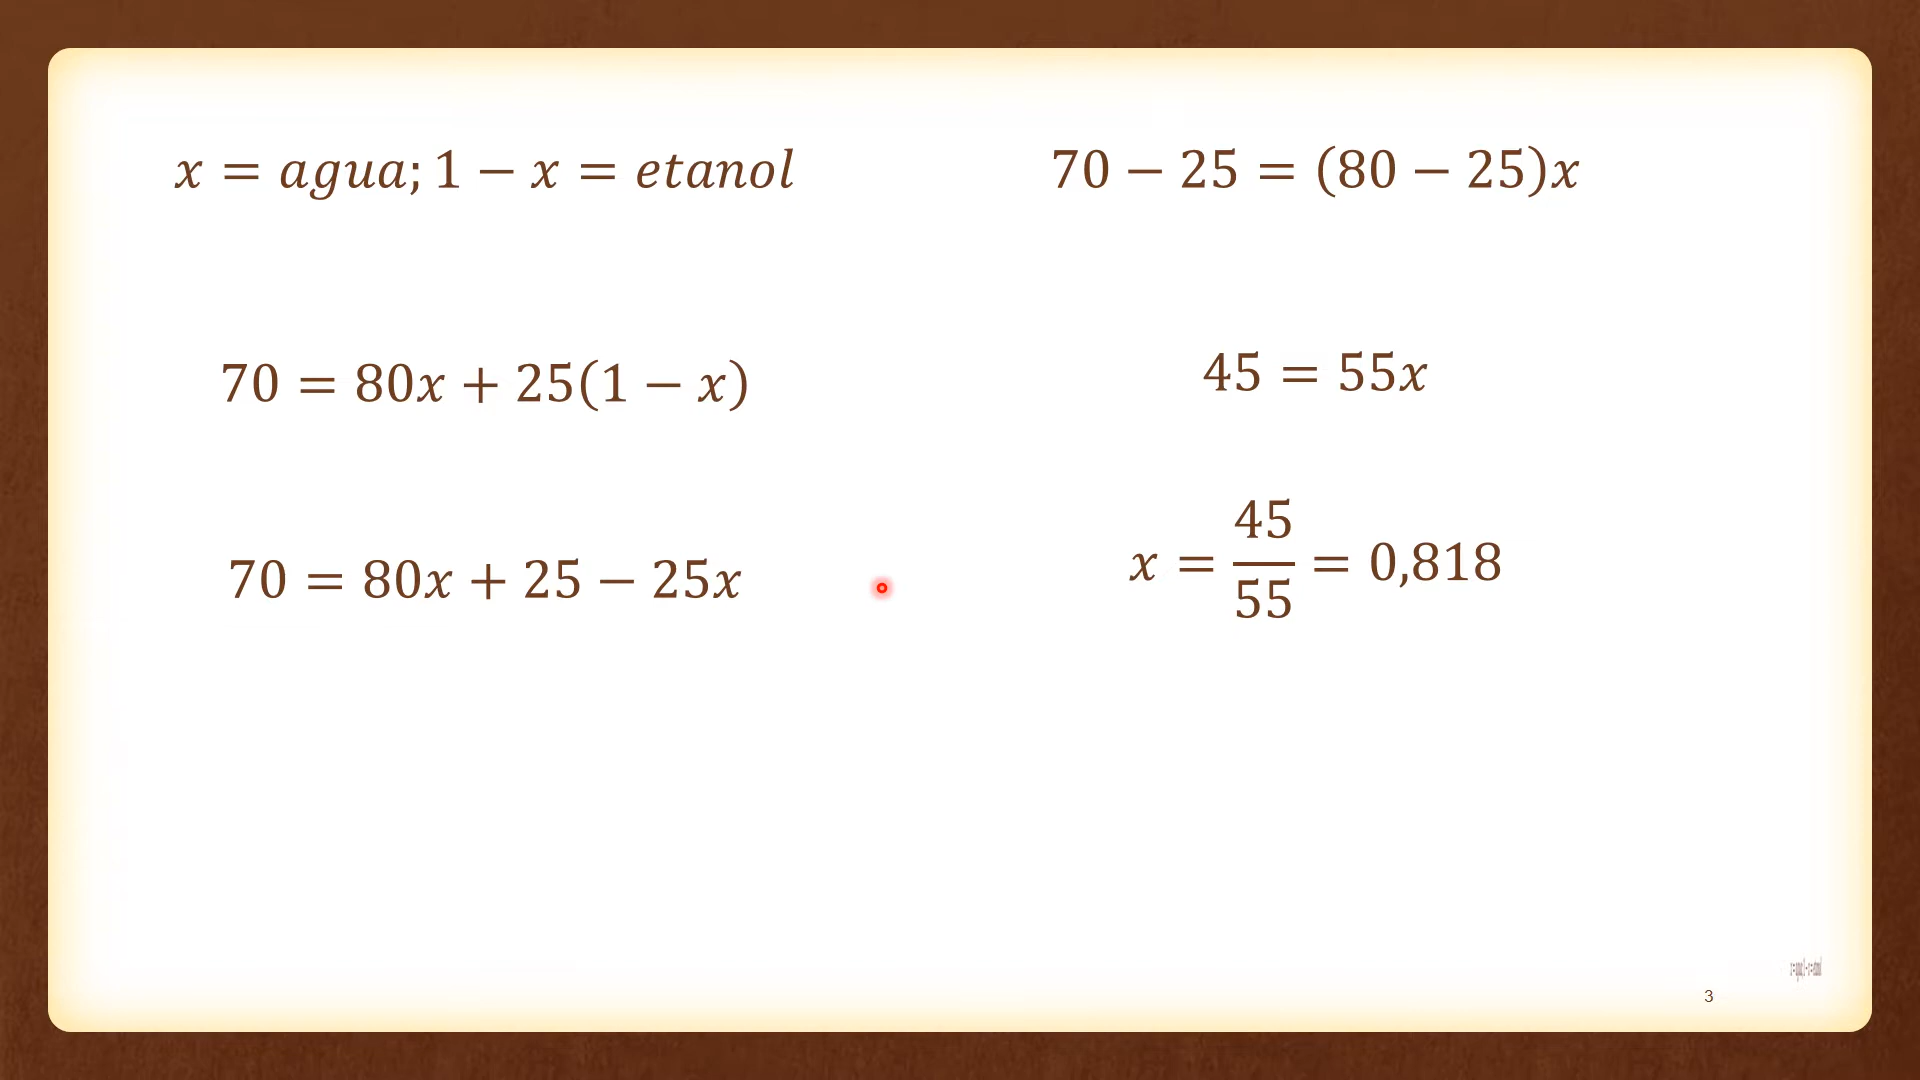 x = agua; 1 − x = etanol
70 = 80x + 25(1 − x)
70 = 80x + 25 − 25x
70 − 25 = (80 − 25)x
45 = 55x
x = 45/55 = 0,818
3